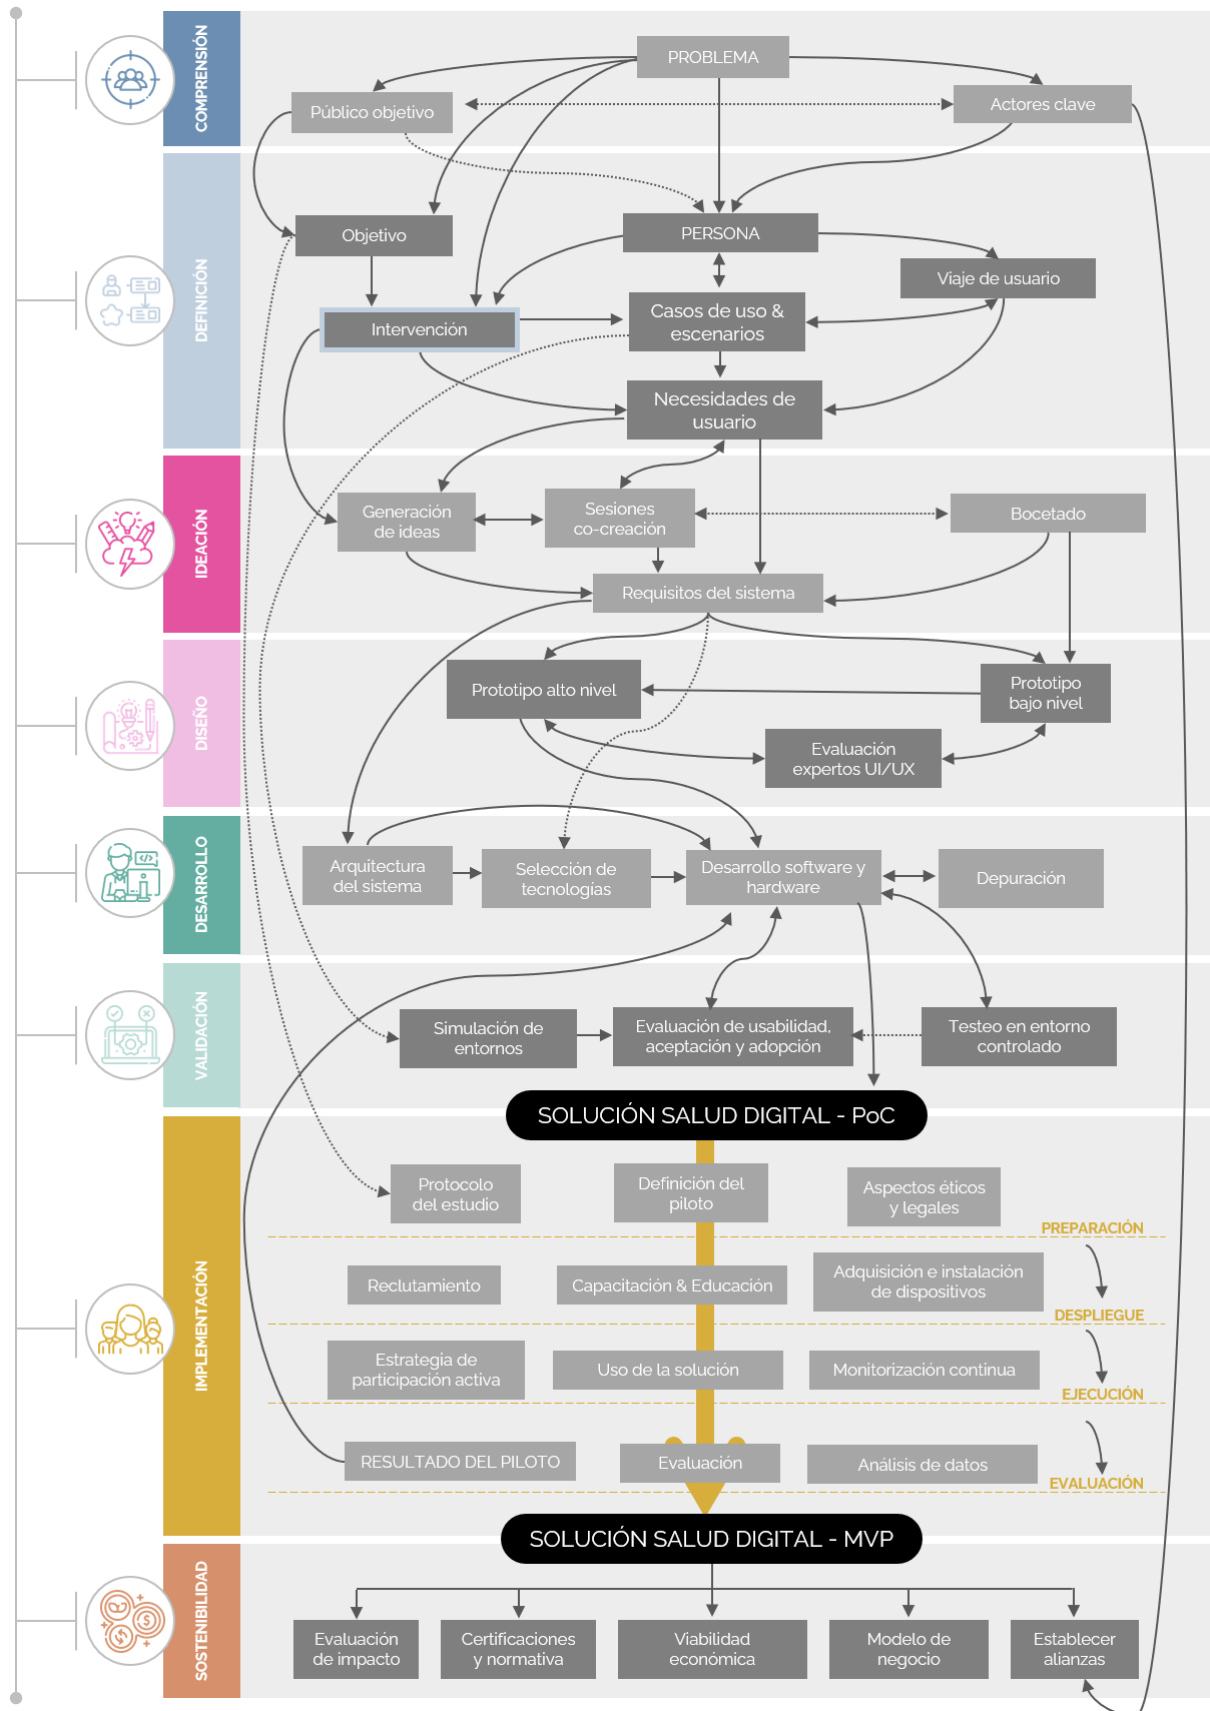 COMPRENSIÓN
PROBLEMA
Público objetivo
Actores clave
DEFINICIÓN
Objetivo
PERSONA
Viaje de usuario
Intervención
Casos de uso &
escenarios
Necesidades de
usuario
IDEACIÓN
Generación
de ideas
Sesiones
co-creación
Bocetado
Requisitos del sistema
DISEÑO
Prototipo alto nivel
Prototipo
bajo nivel
Evaluación
expertos UI/UX
DESARROLLO
Arquitectura
del sistema
Selección de
tecnologías
Desarrollo software y
hardware
Depuración
VALIDACIÓN
Simulación de
entornos
Evaluación de usabilidad,
aceptación y adopción
Testeo en entorno
controlado
SOLUCIÓN SALUD DIGITAL - PoC
IMPLEMENTACIÓN
Protocolo
del estudio
Definición del
piloto
Aspectos éticos
y legales
PREPARACIÓN
Reclutamiento
Capacitación & Educación
Adquisición e instalación
de dispositivos
DESPLIEGUE
Estrategia de
participación activa
Uso de la solución
Monitorización continua
EJECUCIÓN
RESULTADO DEL PILOTO
Evaluación
Análisis de datos
EVALUACIÓN
SOLUCIÓN SALUD DIGITAL - MVP
SOSTENIBILIDAD
Evaluación
de impacto
Certificaciones
y normativa
Viabilidad
económica
Modelo de
negocio
Establecer
alianzas